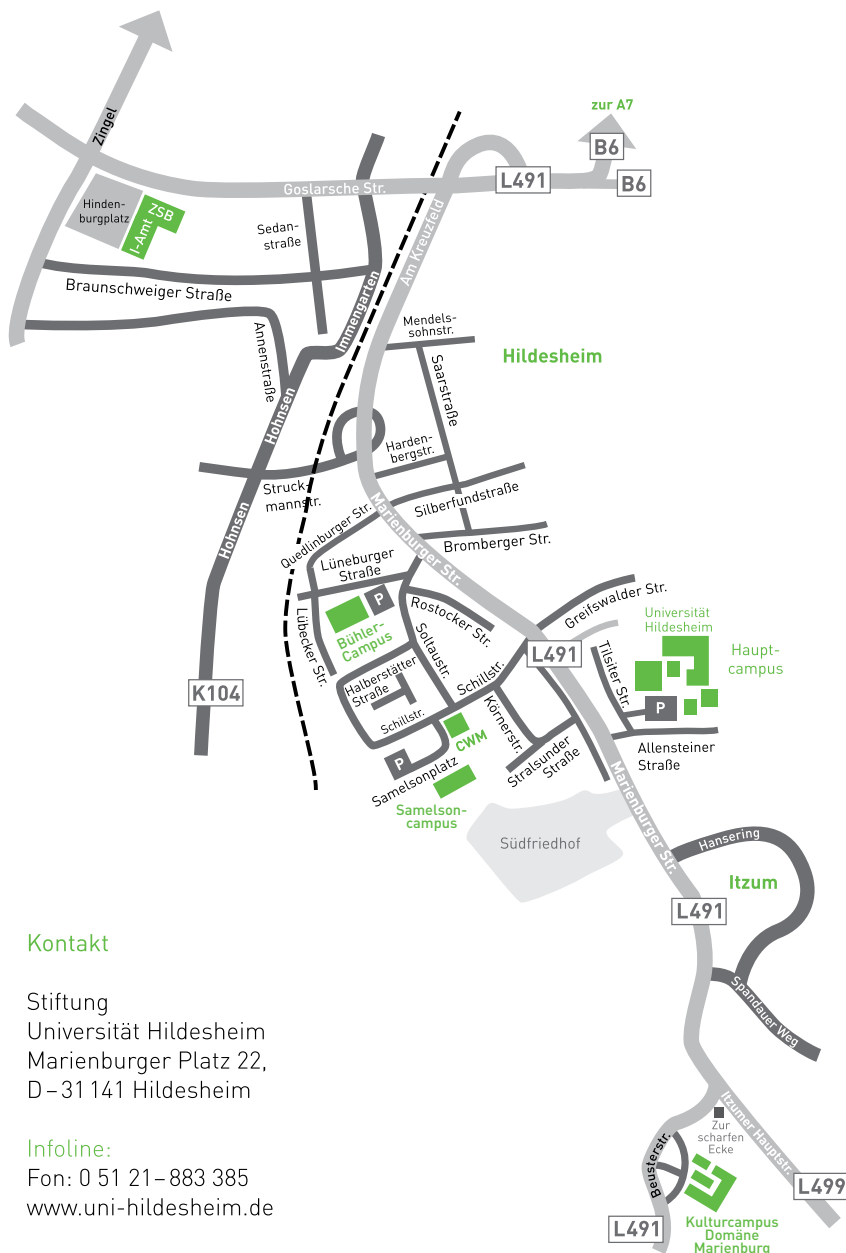 zur A7
Zingel
B6
L491
B6
Goslarsche Str.
Hinden-
burgplatz
ZSB
I-Amt
Sedan-
straße
Am Kreuzfeld
Braunschweiger Straße
Immengarten
Annenstraße
Mendels-
sohnstr.
Hildesheim
Saarstraße
Hohnsen
Harden-
bergstr.
Struck-
mannstr.
Silberfundstraße
Marienburger Str.
Quedlinburger Str.
Hohnsen
Bromberger Str.
Lüneburger
Straße
P
Rostocker Str.
Greifswalder Str.
Bühler-
Campus
Lübecker Str.
Soltaustr.
Universität
Hildesheim
Haupt-
campus
L491
Tilsiter Str.
K104
Halberstätter
Straße
Schillstr.
Schillstr.
Körnerstr.
P
CWM
P
Samelsonplatz
Stralsunder
Straße
Allensteiner
Straße
Samelson-
campus
Marienburger Str.
Südfriedhof
Hansering
Itzum
L491
Spandauer Weg
Kontakt
Stiftung
Universität Hildesheim
Marienburger Platz 22,
D – 31 141 Hildesheim
Infoline:
Fon: 0 51 21 – 883 385
www.uni-hildesheim.de
Itzumer Hauptstr.
Zur
scharfen
Ecke
Beusterstr.
L499
L491
Kulturcampus
Domäne
Marienburg